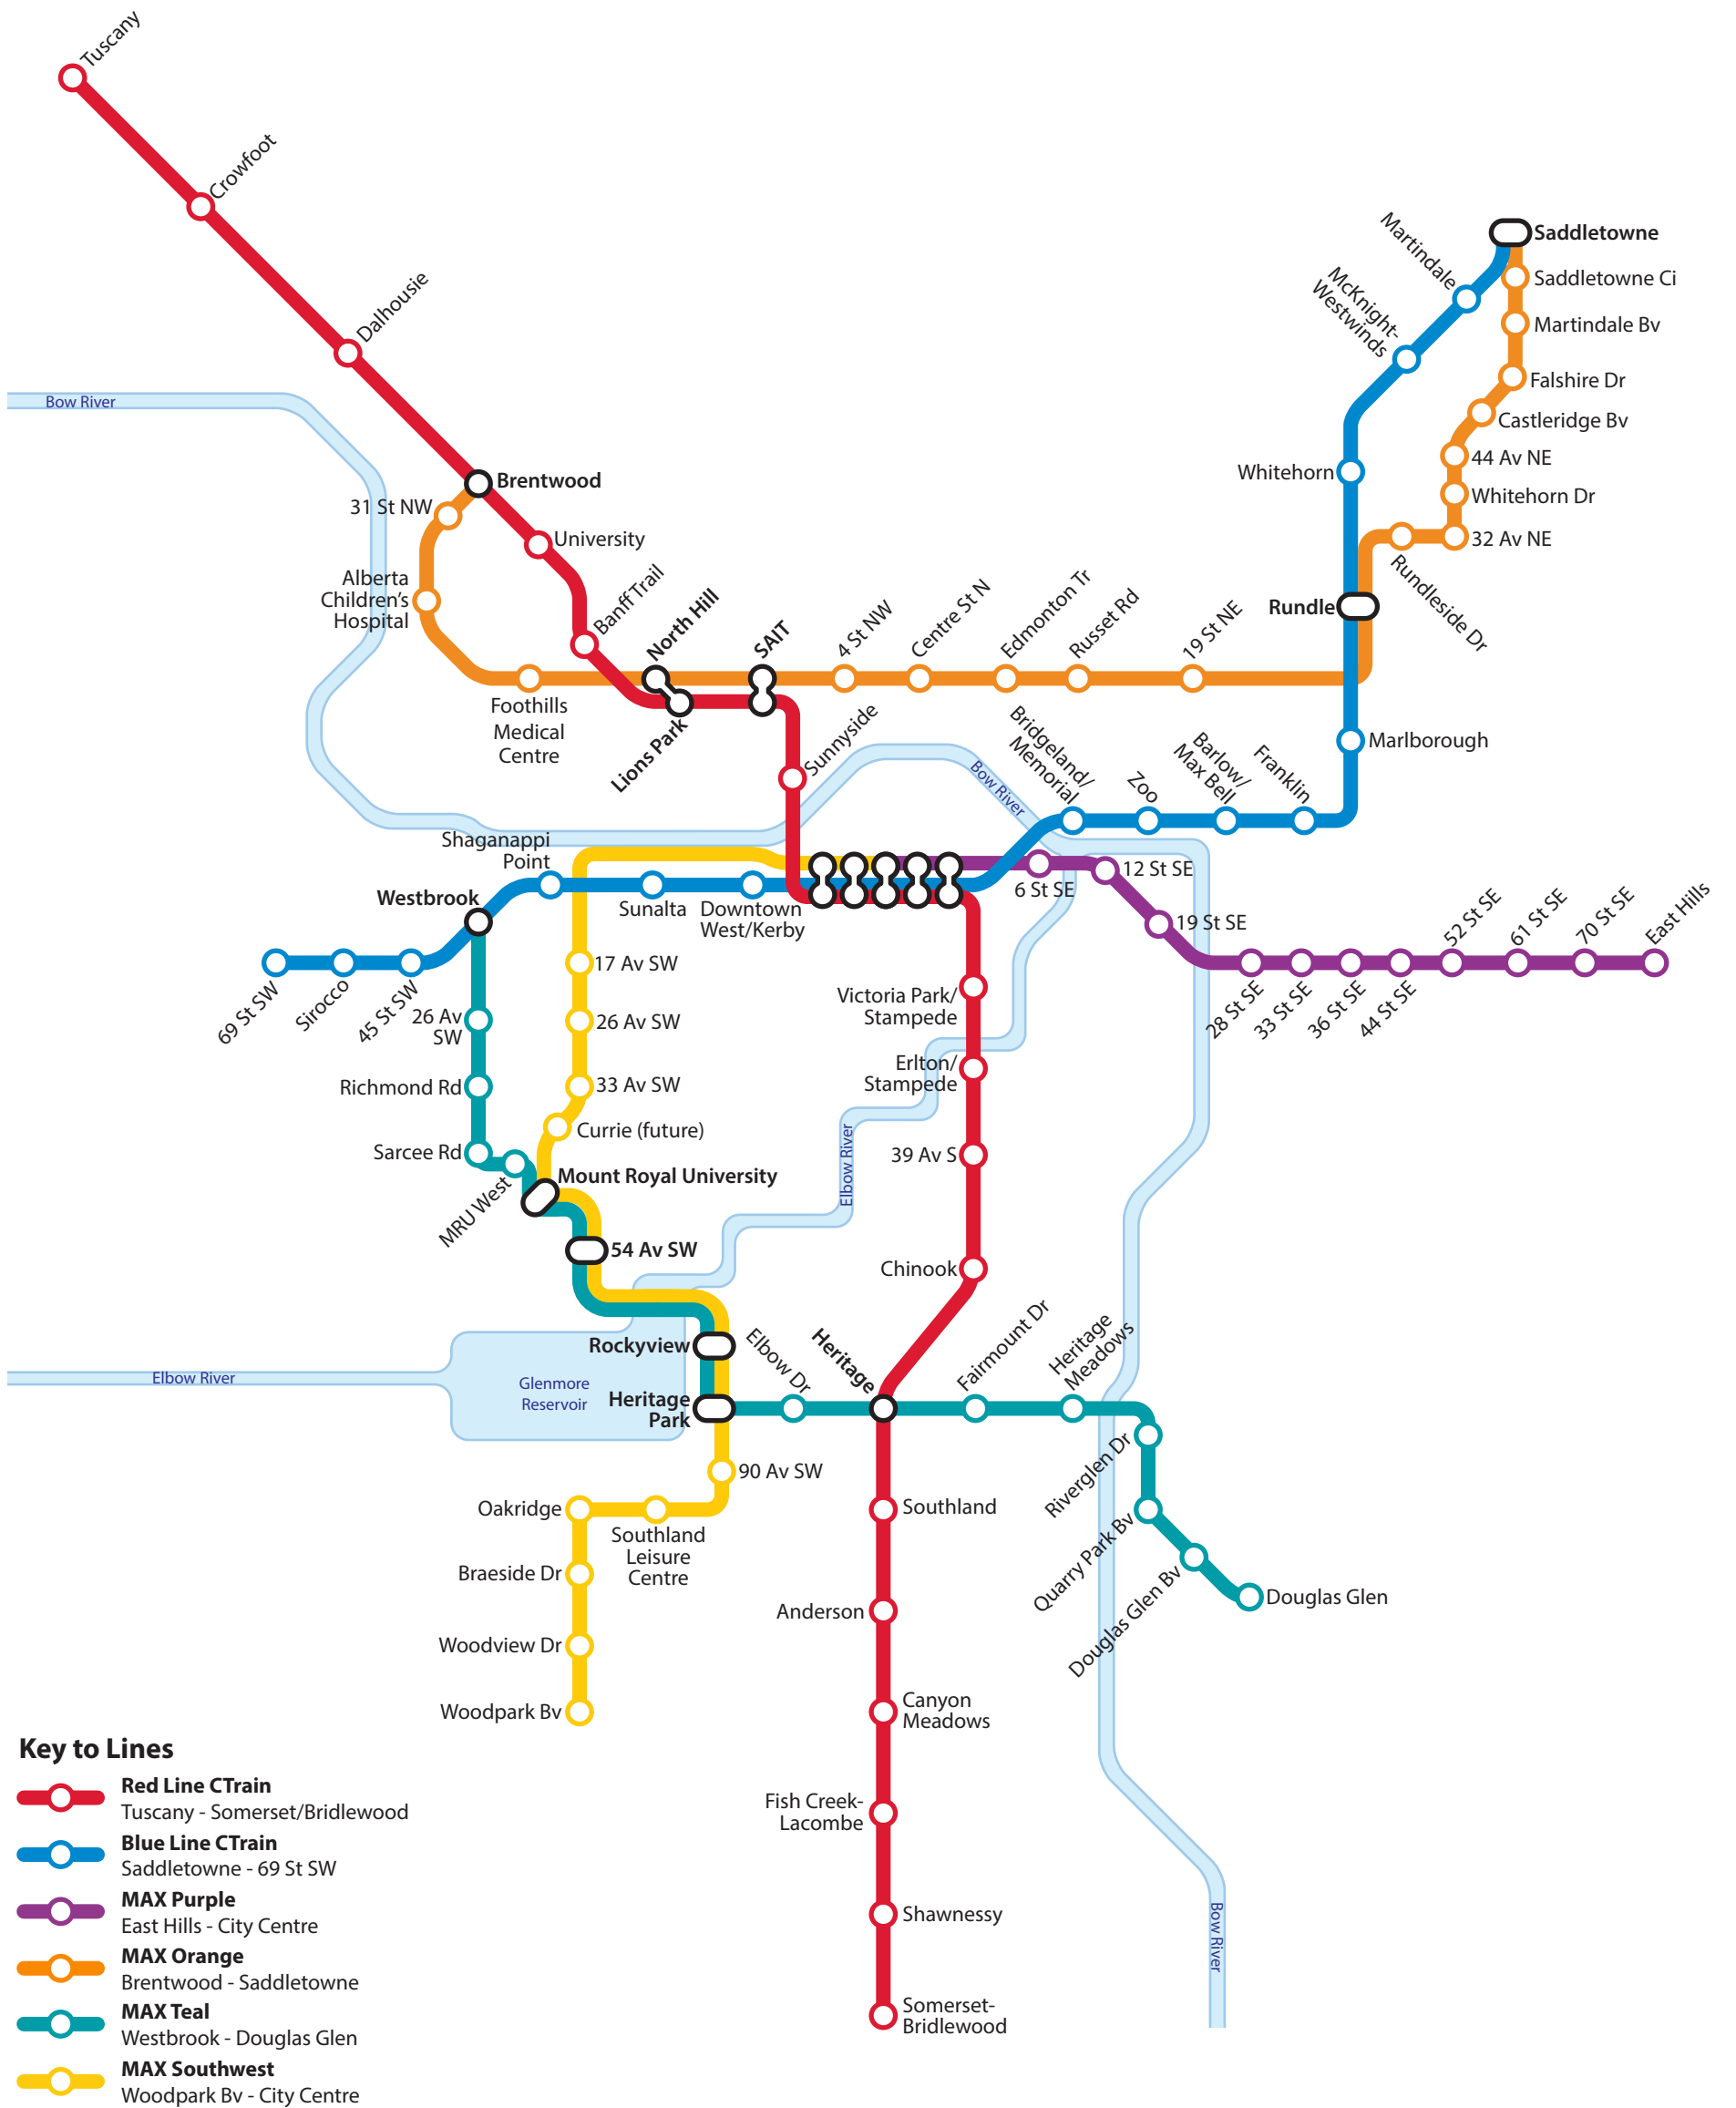 Tuscany
Crowfoot
Dalhousie
Bow River
Brentwood
31 St NW
University
Alberta
Children's
Hospital
Banff Trail
North Hill
Lions Park
SAIT
Foothills
Medical
Centre
4 St NW
Centre St N
Edmonton Tr
Russet Rd
19 St NE
Saddletowne
Martindale
McKnight-
Westwinds
Saddletowne Ci
Martindale Bv
Falshire Dr
Castleridge Bv
44 Av NE
Whitehorn
Whitehorn Dr
32 Av NE
Rundleside Dr
Rundle
Marlborough
Sunnyside
Bow River
Bridgeland/
Memorial
Zoo
Barlow/
Max Bell
Franklin
Shaganappi
Point
Westbrook
Sunalta
Downtown
West/Kerby
6 St SE
12 St SE
19 St SE
28 St SE
33 St SE
36 St SE
44 St SE
52 St SE
61 St SE
70 St SE
East Hills
69 St SW
Sirocco
45 St SW
26 Av
SW
Richmond Rd
Sarcee Rd
MRU West
17 Av SW
26 Av SW
33 Av SW
Currie (future)
Mount Royal University
54 Av SW
Victoria Park/
Stampede
Erlton/
Stampede
39 Av S
Elbow River
Chinook
Rockyview
Elbow River
Glenmore
Reservoir
Heritage
Park
Elbow Dr
Heritage
Fairmount Dr
Heritage
Meadows
Riverglen Dr
Quarry Park Bv
Douglas Glen Bv
Douglas Glen
90 Av SW
Oakridge
Southland
Leisure
Centre
Braeside Dr
Woodview Dr
Woodpark Bv
Southland
Anderson
Canyon
Meadows
Fish Creek-
Lacombe
Shawnessy
Somerset-
Bridlewood
Bow River
Key to Lines
Red Line CTrain
Tuscany - Somerset/Bridlewood
Blue Line CTrain
Saddletowne - 69 St SW
MAX Purple
East Hills - City Centre
MAX Orange
Brentwood - Saddletowne
MAX Teal
Westbrook - Douglas Glen
MAX Southwest
Woodpark Bv - City Centre